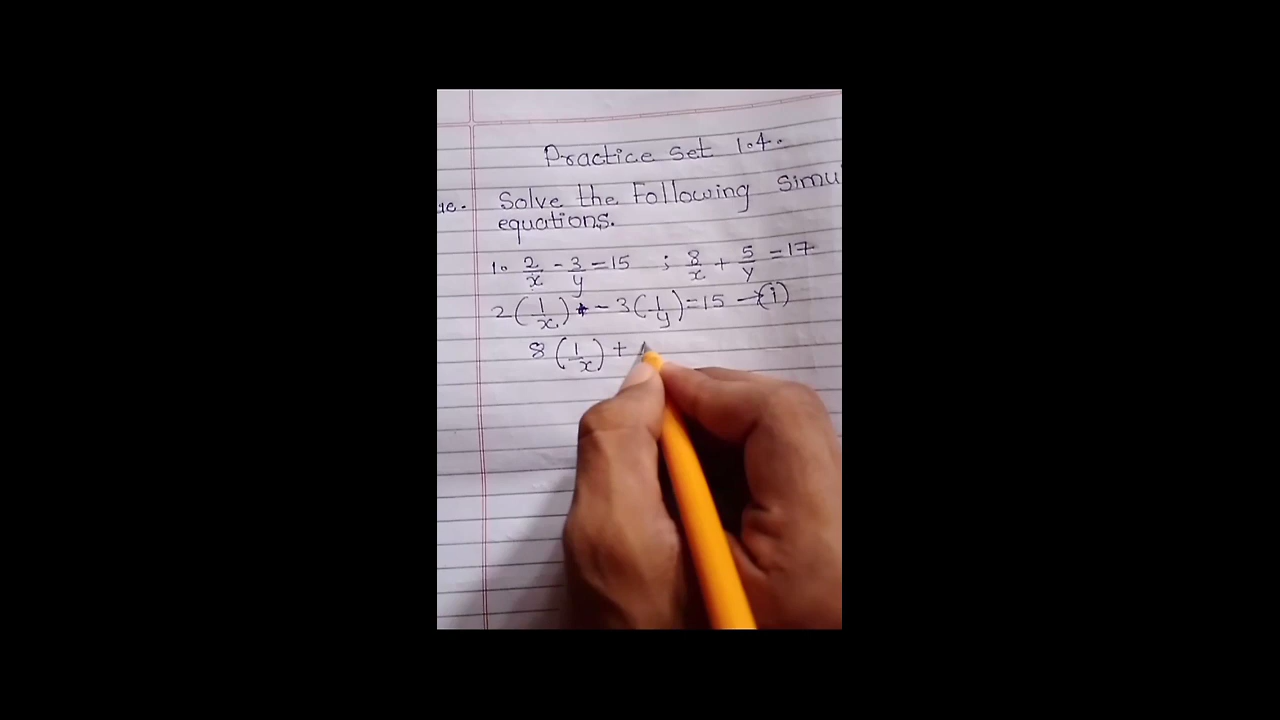 Practice Set 1.4.
Solve the Following
equations.
1. 2/x - 3/y = 15 ; 8/x + 5/y = 17
2(1/x) - 3(1/y) = 15 → (i)
8(1/x) +